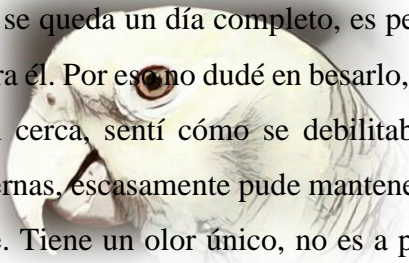 se queda un día completo, es pe
ra él. Por eso no dudé en besarlo,
cerca, sentí cómo se debilitab
ernas, escasamente pude mantene
. Tiene un olor único, no es a p